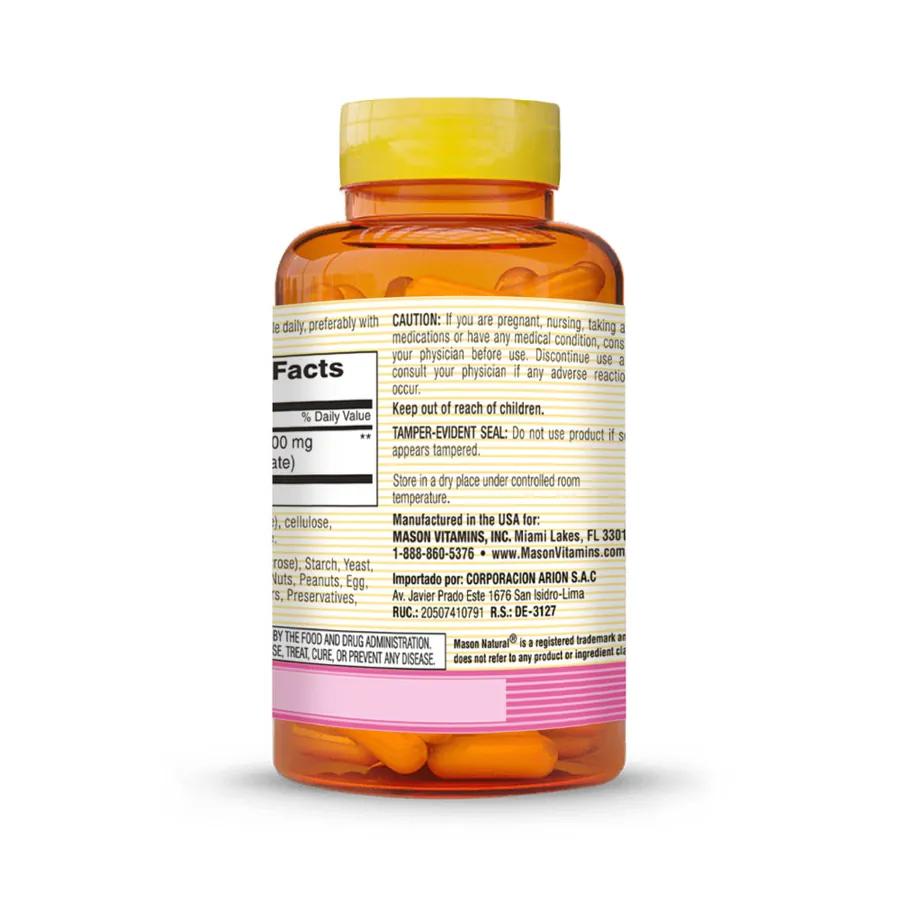 daily, preferably with
Facts
% Daily Value
00 mg **
ate)
), cellulose,
rose), Starch, Yeast,
Nuts, Peanuts, Egg,
rs, Preservatives,
BY THE FOOD AND DRUG ADMINISTRATION.
SE, TREAT, CURE, OR PREVENT ANY DISEASE.
CAUTION: If you are pregnant, nursing, taking a
medications or have any medical condition, cons
your physician before use. Discontinue use a
consult your physician if any adverse reactio
occur.
Keep out of reach of children.
TAMPER-EVIDENT SEAL: Do not use product if se
appears tampered.
Store in a dry place under controlled room
temperature.
Manufactured in the USA for:
MASON VITAMINS, INC. Miami Lakes, FL 3301
1-888-860-5376 • www.MasonVitamins.com
Importado por: CORPORACION ARION S.A.C
Av. Javier Prado Este 1676 San Isidro-Lima
RUC.: 20507410791 R.S.: DE-3127
Mason Natural® is a registered trademark an
does not refer to any product or ingredient cla